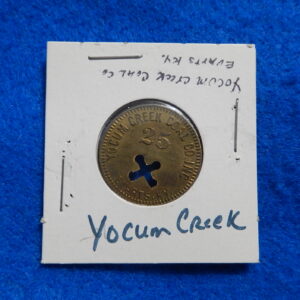 YOCUM CREEK COAL CO
EVARTS KY.
YOCUM CREEK COAL CO. INC.
25
Yocum Creek